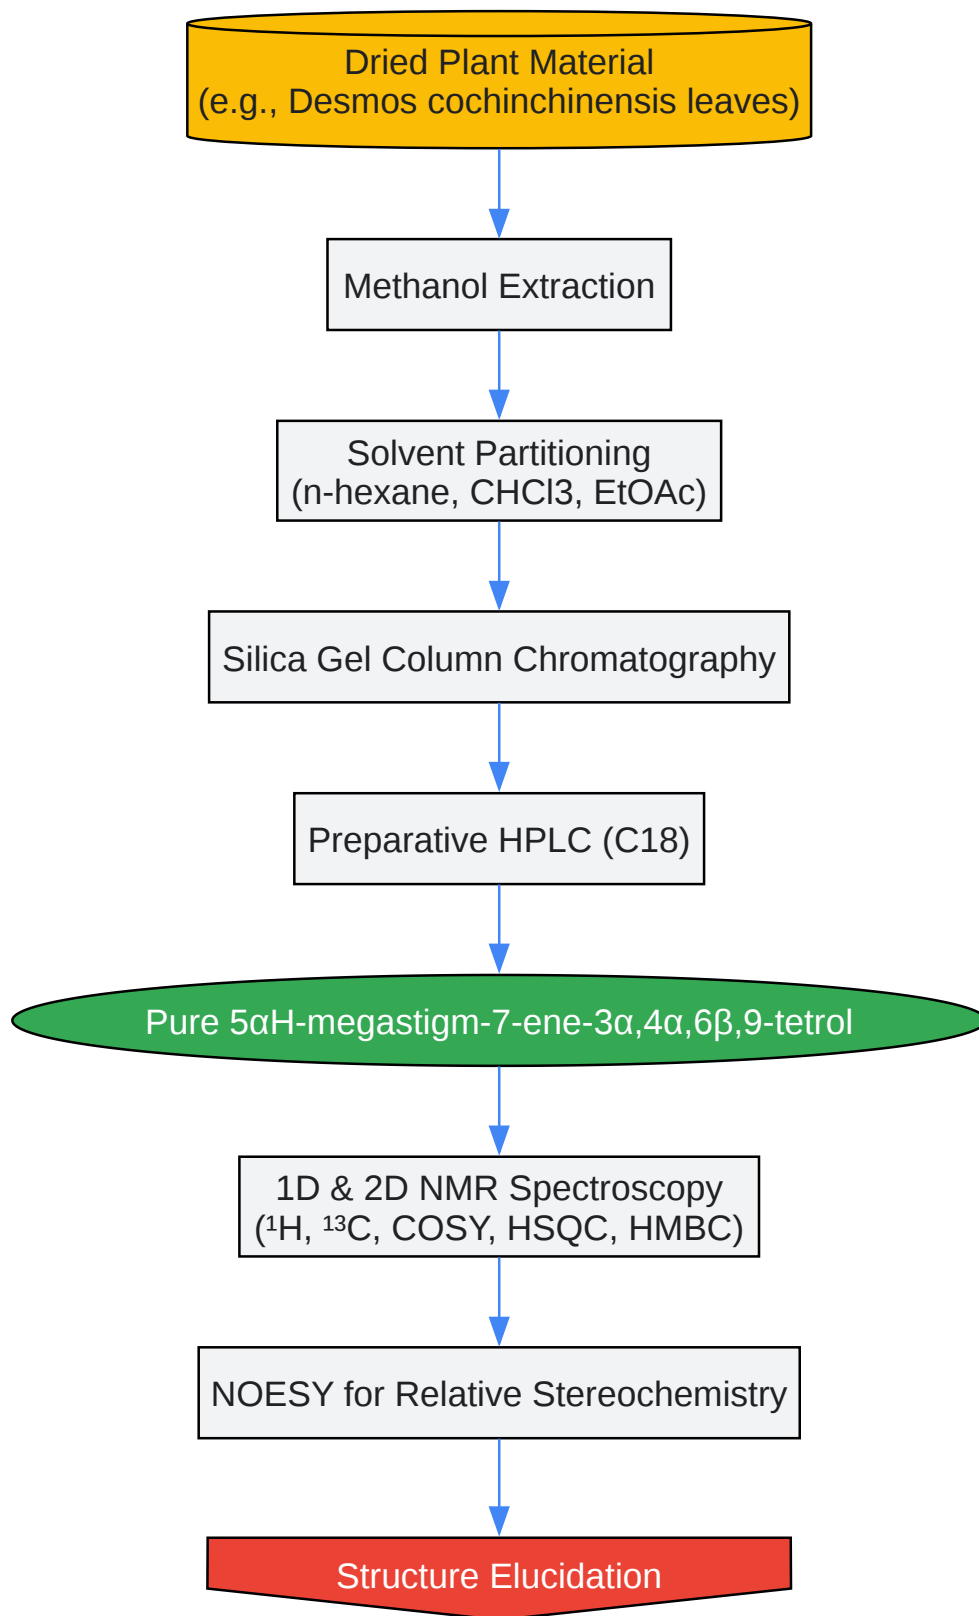 Dried Plant Material
(e.g., Desmos cochinchinensis leaves)
Methanol Extraction
Solvent Partitioning
(n-hexane, CHCl3, EtOAc)
Silica Gel Column Chromatography
Preparative HPLC (C18)
Pure 5αH-megastigm-7-ene-3α,4α,6β,9-tetrol
1D & 2D NMR Spectroscopy
(¹H, ¹³C, COSY, HSQC, HMBC)
NOESY for Relative Stereochemistry
Structure Elucidation